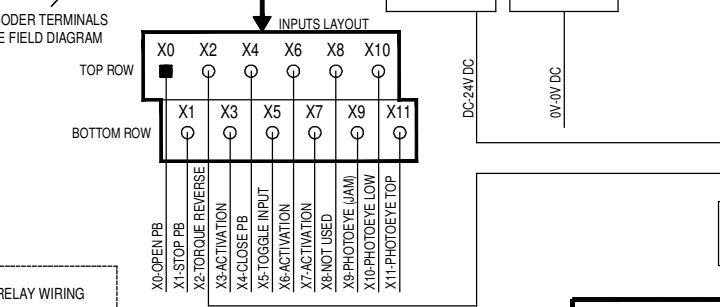 ODER TERMINALS
E FIELD DIAGRAM
INPUTS LAYOUT
X0 X2 X4 X6 X8 X10
TOP ROW
X1 X3 X5 X7 X9 X11
BOTTOM ROW
DC-24V DC
0V-0V DC
X0-OPEN PB
X1-STOP PB
X2-TORQUE REVERSE
X3-ACTIVATION
X4-CLOSE PB
X5-TOGGLE INPUT
X6-ACTIVATION
X7-ACTIVATION
X8-NOT USED
X9-PHOTOEYE (JAM)
X10-PHOTOEYE LOW
X11-PHOTOEYE TOP
RELAY WIRING